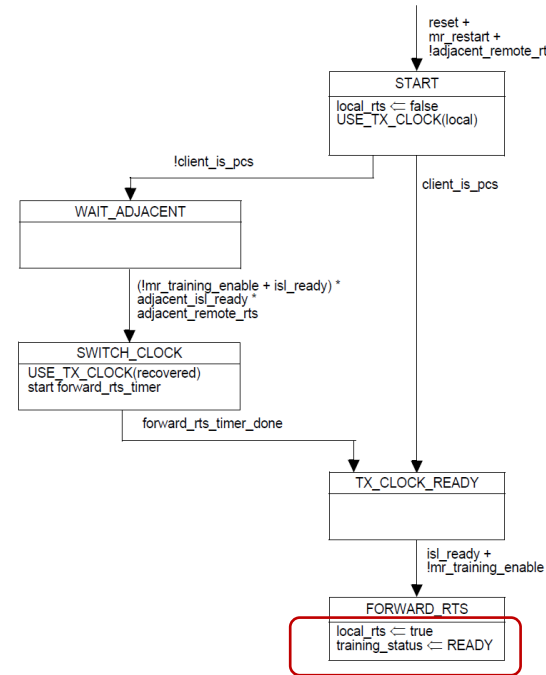 reset +
mr_restart +
!adjacent_remote_rt
START
local_rts ⇐ false
USE_TX_CLOCK(local)
!client_is_pcs
client_is_pcs
WAIT_ADJACENT
(!mr_training_enable + isl_ready) *
adjacent_isl_ready *
adjacent_remote_rts
SWITCH_CLOCK
USE_TX_CLOCK(recovered)
start forward_rts_timer
forward_rts_timer_done
TX_CLOCK_READY
isl_ready +
!mr_training_enable
FORWARD_RTS
local_rts ⇐ true
training_status ⇐ READY